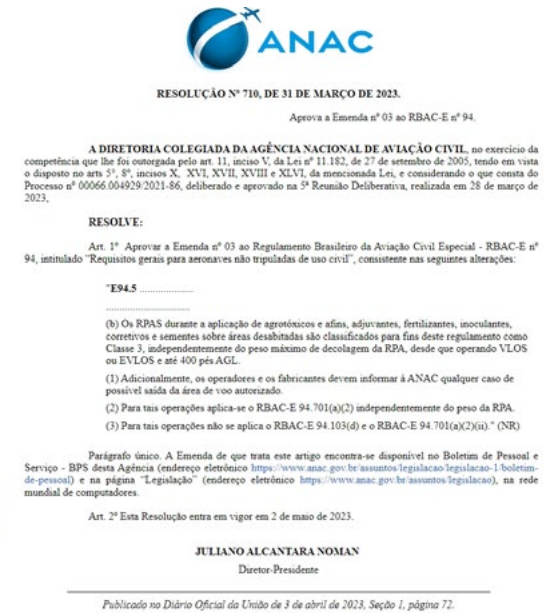 ANAC
RESOLUÇÃO Nº 710, DE 31 DE MARÇO DE 2023.
Aprova a Emenda nº 03 ao RBAC-E nº 94.
A DIRETORIA COLEGIADA DA AGÊNCIA NACIONAL DE AVIAÇÃO CIVIL, no exercício da
competência que lhe foi outorgada pelo art. 11, inciso V, da Lei nº 11.182, de 27 de setembro de 2005, tendo em vista
o disposto no arts 5º, 8º, incisos X, XVI, XVII, XVIII e XLVI, da mencionada Lei, e considerando o que consta do
Processo nº 00066.004929/2021-86, deliberado e aprovado na 5ª Reunião Deliberativa, realizada em 28 de março de
2023,
RESOLVE:
Art. 1º Aprovar a Emenda nº 03 ao Regulamento Brasileiro da Aviação Civil Especial - RBAC-E nº
94, intitulado "Requisitos gerais para aeronaves não tripuladas de uso civil", consistente nas seguintes alterações:
"E94.5 ...................
.............................
(b) Os RPAS durante a aplicação de agrotóxicos e afins, adjuvantes, fertilizantes, inoculantes,
corretivos e sementes sobre áreas desabitadas são classificados para fins deste regulamento como
Classe 3, independentemente do peso máximo de decolagem da RPA, desde que operando VLOS
ou EVLOS e até 400 pés AGL.
(1) Adicionalmente, os operadores e os fabricantes devem informar à ANAC qualquer caso de
possível saída da área de voo autorizado.
(2) Para tais operações aplica-se o RBAC-E 94.701(a)(2) independentemente do peso da RPA.
(3) Para tais operações não se aplica o RBAC-E 94.103(d) e o RBAC-E 94.701(a)(2)(ii)." (NR)
Parágrafo único. A Emenda de que trata este artigo encontra-se disponível no Boletim de Pessoal e
Serviço - BPS desta Agência (endereço eletrônico https://www.anac.gov.br/assuntos/legislacao/legislacao-1/boletim-
de-pessoal) e na página "Legislação" (endereço eletrônico https://www.anac.gov.br/assuntos/legislacao), na rede
mundial de computadores.
Art. 2º Esta Resolução entra em vigor em 2 de maio de 2023.
JULIANO ALCANTARA NOMAN
Diretor-Presidente
Publicado no Diário Oficial da União de 3 de abril de 2023, Seção 1, página 72.